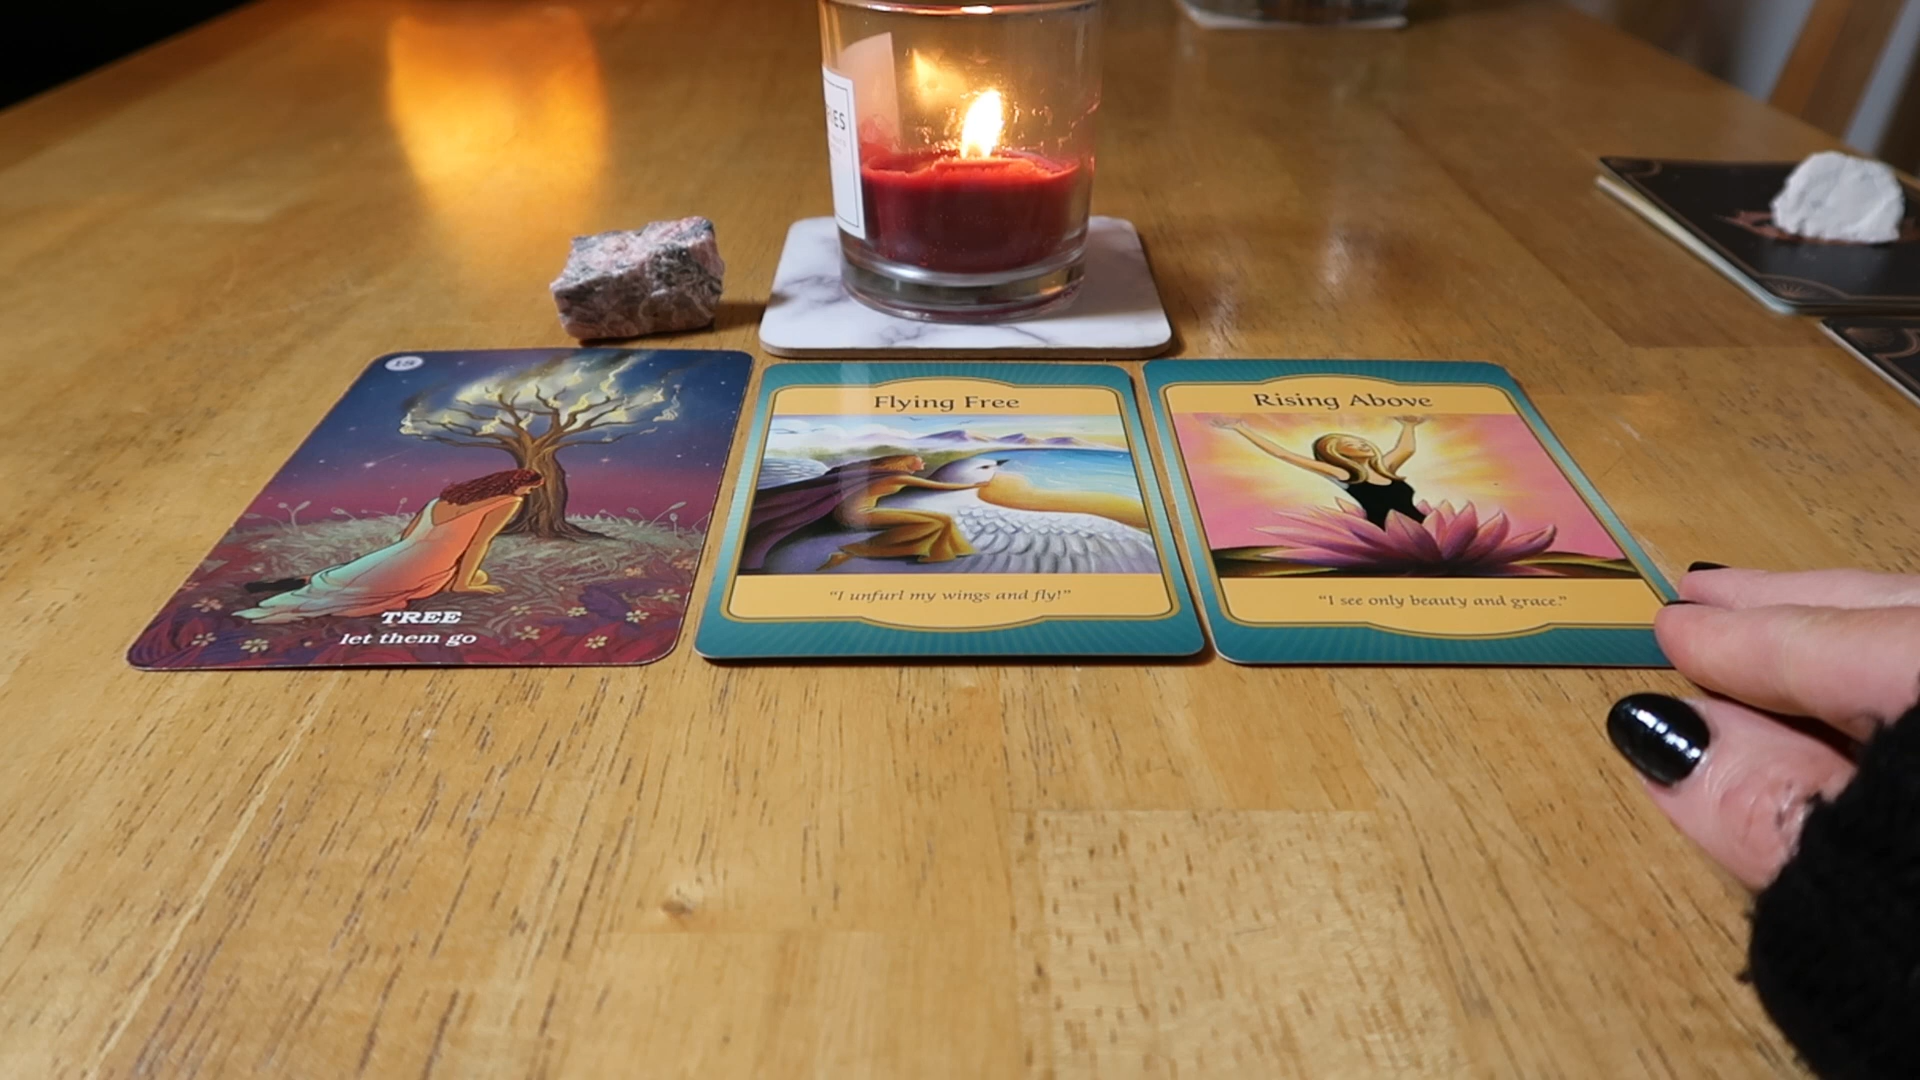 TREE
let them go
Flying Free
"I unfurl my wings and fly!"
Rising Above
"I see only beauty and grace."